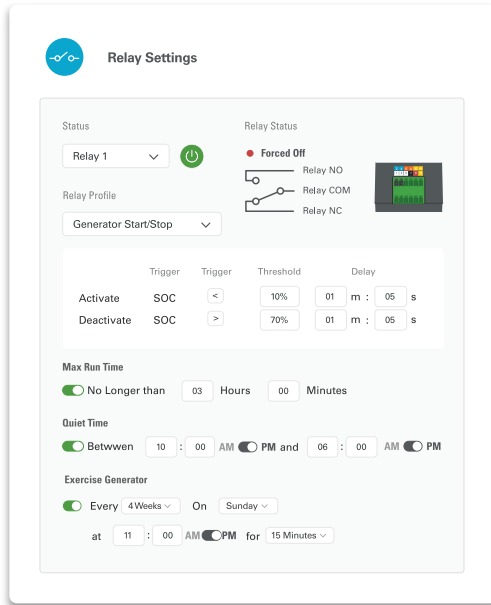 Relay Settings
Status
Relay Status
Relay 1
Forced Off
Relay NO
Relay COM
Relay NC
Relay Profile
Generator Start/Stop
Trigger Trigger Threshold Delay
Activate SOC < 10% 01 m : 05 s
Deactivate SOC > 70% 01 m : 05 s
Max Run Time
No Longer than 03 Hours 00 Minutes
Quiet Time
Betwwen 10 : 00 AM PM and 06 : 00 AM PM
Exercise Generator
Every 4 Weeks On Sunday
at 11 : 00 AM PM for 15 Minutes